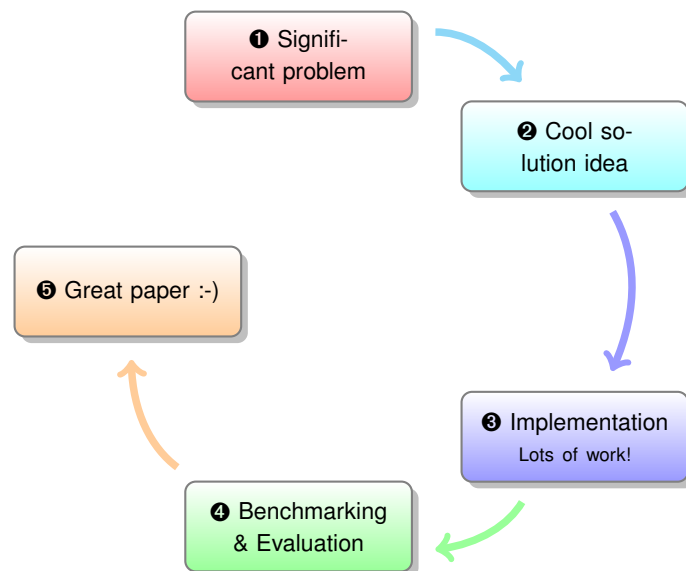 ❶ Signifi-
cant problem
❷ Cool so-
lution idea
❸ Implementation
Lots of work!
❹ Benchmarking
& Evaluation
❺ Great paper :-)